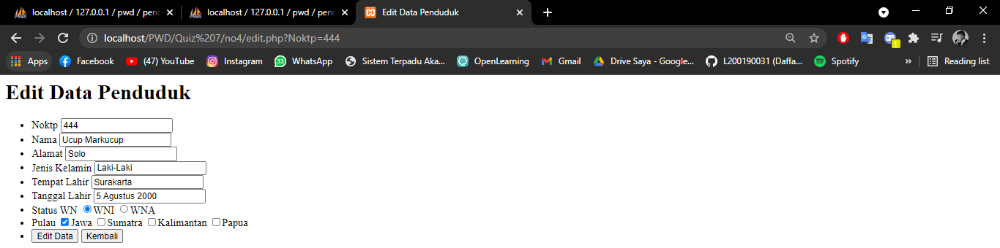 localhost / 127.0.0.1 / pwd / pend
localhost / 127.0.0.1 / pwd / pend
Edit Data Penduduk
localhost/PWD/Quiz%207/no4/edit.php?Noktp=444
Apps Facebook (47) YouTube Instagram 33 WhatsApp Sistem Terpadu Aka... OpenLearning Gmail Drive Saya - Google... L200190031 (Daffa... Spotify » Reading list
Edit Data Penduduk
Noktp 444
Nama Ucup Markucup
Alamat Solo
Jenis Kelamin Laki-Laki
Tempat Lahir Surakarta
Tanggal Lahir 5 Agustus 2000
Status WN WNI WNA
Pulau Jawa Sumatra Kalimantan Papua
Edit Data Kembali